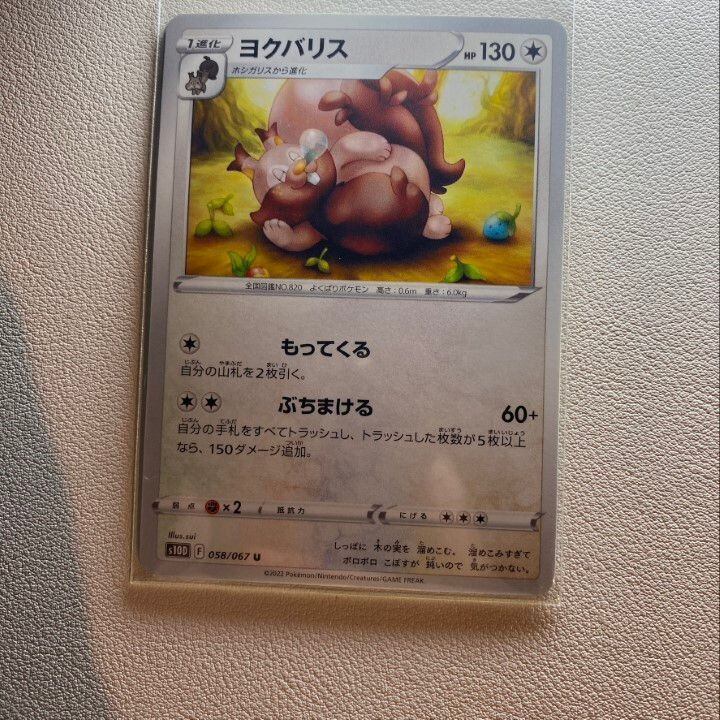 1進化 ヨクバリス HP 130
ホシガリスから進化
全国図鑑NO.820 よくばりポケモン 高さ:0.6m 重さ:6.0kg
もってくる
自分の山札を2枚引く。
ぶちまける 60+
自分の手札をすべてトラッシュし、トラッシュした枚数が5枚以上
なら、150ダメージ追加。
弱点 ×2 抵抗力 にげる
Illus.sui
s10D F 058/067 U
しっぽに 木の実を 溜めこむ。 溜めこみすぎて
ボロボロ こぼすが 鈍いので 気がつかない。
©2022 Pokémon/Nintendo/Creatures/GAME FREAK.